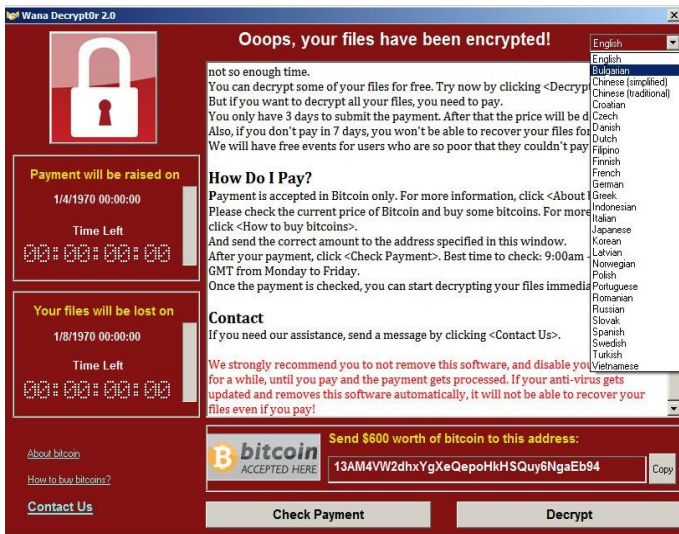 Wana Decrypt0r 2.0
Ooops, your files have been encrypted!
English
English
Bulgarian
Chinese (simplified)
Chinese (traditional)
Croatian
Czech
Danish
Dutch
Filipino
Finnish
French
German
Greek
Indonesian
Italian
Japanese
Korean
Latvian
Norwegian
Polish
Portuguese
Romanian
Russian
Slovak
Spanish
Swedish
Turkish
Vietnamese
Payment will be raised on
1/4/1970 00:00:00
Time Left
00:00:00:00
Your files will be lost on
1/8/1970 00:00:00
Time Left
00:00:00:00
About bitcoin
How to buy bitcoins?
Contact Us
not so enough time.
You can decrypt some of your files for free. Try now by clicking <Decryp
But if you want to decrypt all your files, you need to pay.
You only have 3 days to submit the payment. After that the price will be d
Also, if you don't pay in 7 days, you won't be able to recover your files for
We will have free events for users who are so poor that they couldn't pay
How Do I Pay?
Payment is accepted in Bitcoin only. For more information, click <About
Please check the current price of Bitcoin and buy some bitcoins. For more
click <How to buy bitcoins>.
And send the correct amount to the address specified in this window.
After your payment, click <Check Payment>. Best time to check: 9:00am -
GMT from Monday to Friday.
Once the payment is checked, you can start decrypting your files immedia
Contact
If you need our assistance, send a message by clicking <Contact Us>.
We strongly recommend you to not remove this software, and disable you
for a while, until you pay and the payment gets processed. If your anti-virus gets
updated and removes this software automatically, it will not be able to recover your
files even if you pay!
bitcoin
ACCEPTED HERE
Send $600 worth of bitcoin to this address:
13AM4VW2dhxYgXeQepoHkHSQuy6NgaEb94
Copy
Check Payment
Decrypt